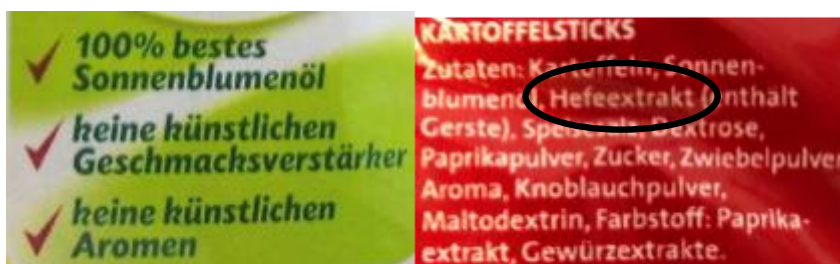 100% bestes
Sonnenblumenöl
keine künstlichen
Geschmacksverstärker
keine künstlichen
Aromen
KARTOFFELSTICKS
Zutaten: Kartoffeln, Sonnen-
blumenöl, Hefeextrakt (enthält
Gerste), Speisesalz, Dextrose,
Paprikapulver, Zucker, Zwiebelpulver
Aroma, Knoblauchpulver,
Maltodextrin, Farbstoff: Paprika-
extrakt, Gewürzextrakte.